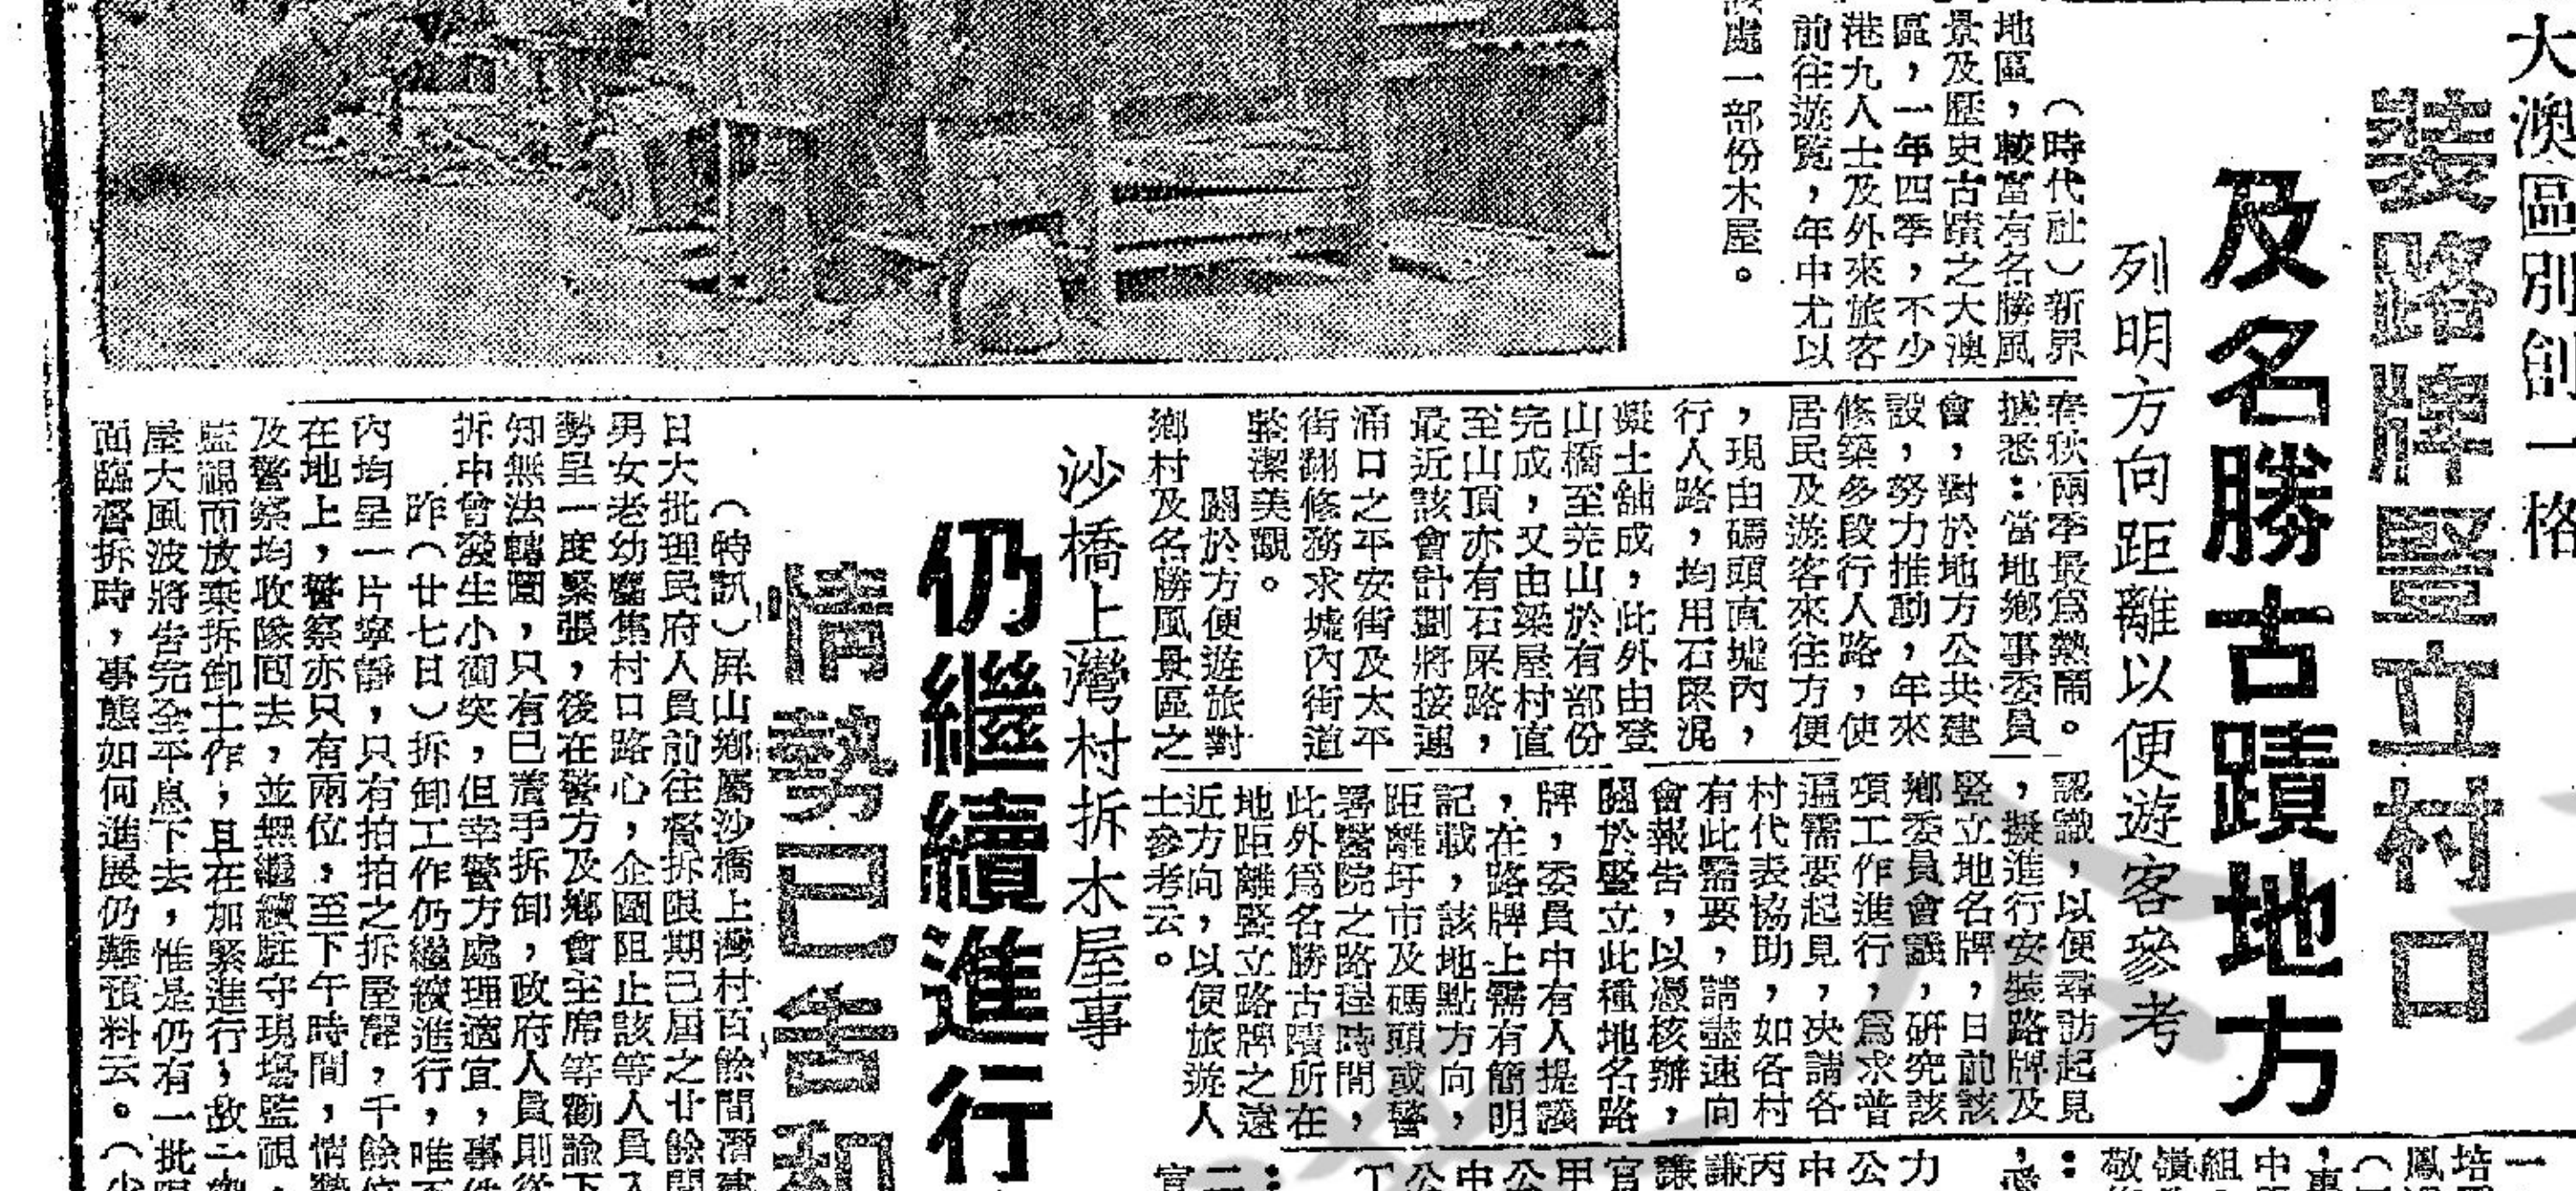 大澳區別創一格
裝路牌豎立村口
及名勝古蹟地方
列明方向距離以便遊客參考
（時代社）新界
地區，較富有名勝風
景及歷史古蹟之大澳
區，一年四季，不少
港九人士及外來旅客
前往遊覽，年中尤以
春秋兩季最為熱鬧。
據悉：當地鄉事委員
會，對於地方公共建
設，努力推動，年來
修築多段行人路，使
居民及游客來往方便
，現由碼頭直墟內，
行人路，均用石屎混
凝土舖成，此外由登
山橋至羗山於有部份
完成，又由梁屋村直
至山頂亦有石屎路，
最近該會計劃將接連
涌口之平安街及太平
街翻修務求墟內街道
整潔美觀。
關於方便遊旅對
鄉村及名勝風景區之
認識，以便尋訪起見
，擬進行安裝路牌及
豎立地名牌，日前該
鄉委員會議，研究該
項工作進行，為求普
遍需要起見，决請各
村代表協助，如各村
有此需要，請盡速向
會報告，以憑核辦，
關於豎立此種地名路
牌，委員中有人提議
，在路牌上需有簡明
記載，該地點方向，
距離圩市及碼頭或警
署醫院之路程時間，
此外為名勝古蹟所在
地距離豎立路牌之遠
近方向，以便旅遊人
士參考云。
處一部份木屋。
沙橋上灣村拆木屋事
仍繼續進行
情勢已告和
（特訊）屏山鄉屬沙橋上灣村百餘間潛建
日大批理民府人員前往督拆限期已屆之廿餘間
男女老幼麕集村口路心，企圖阻止該等人員入
勢呈一度緊張，後在警方及鄉會主席等勸諭下
知無法轉圜，只有已着手拆卸，政府人員則從
拆中曾發生小衝突，但幸警方處理適宜，事件
昨（廿七日）拆卸工作仍繼續進行，唯
內均呈一片寧靜，只有拍拍之拆屋聲，千餘
在地上，警察亦只有兩位，至下午時間，情勢
及警察均收隊囘去，並無繼續駐守現塲監視，
監視而放棄拆卸工作，且在加緊進行，故
屋大風波將告完全平息下去，惟是仍有一批
面臨督拆時，事態如何進展仍難預料云。（少